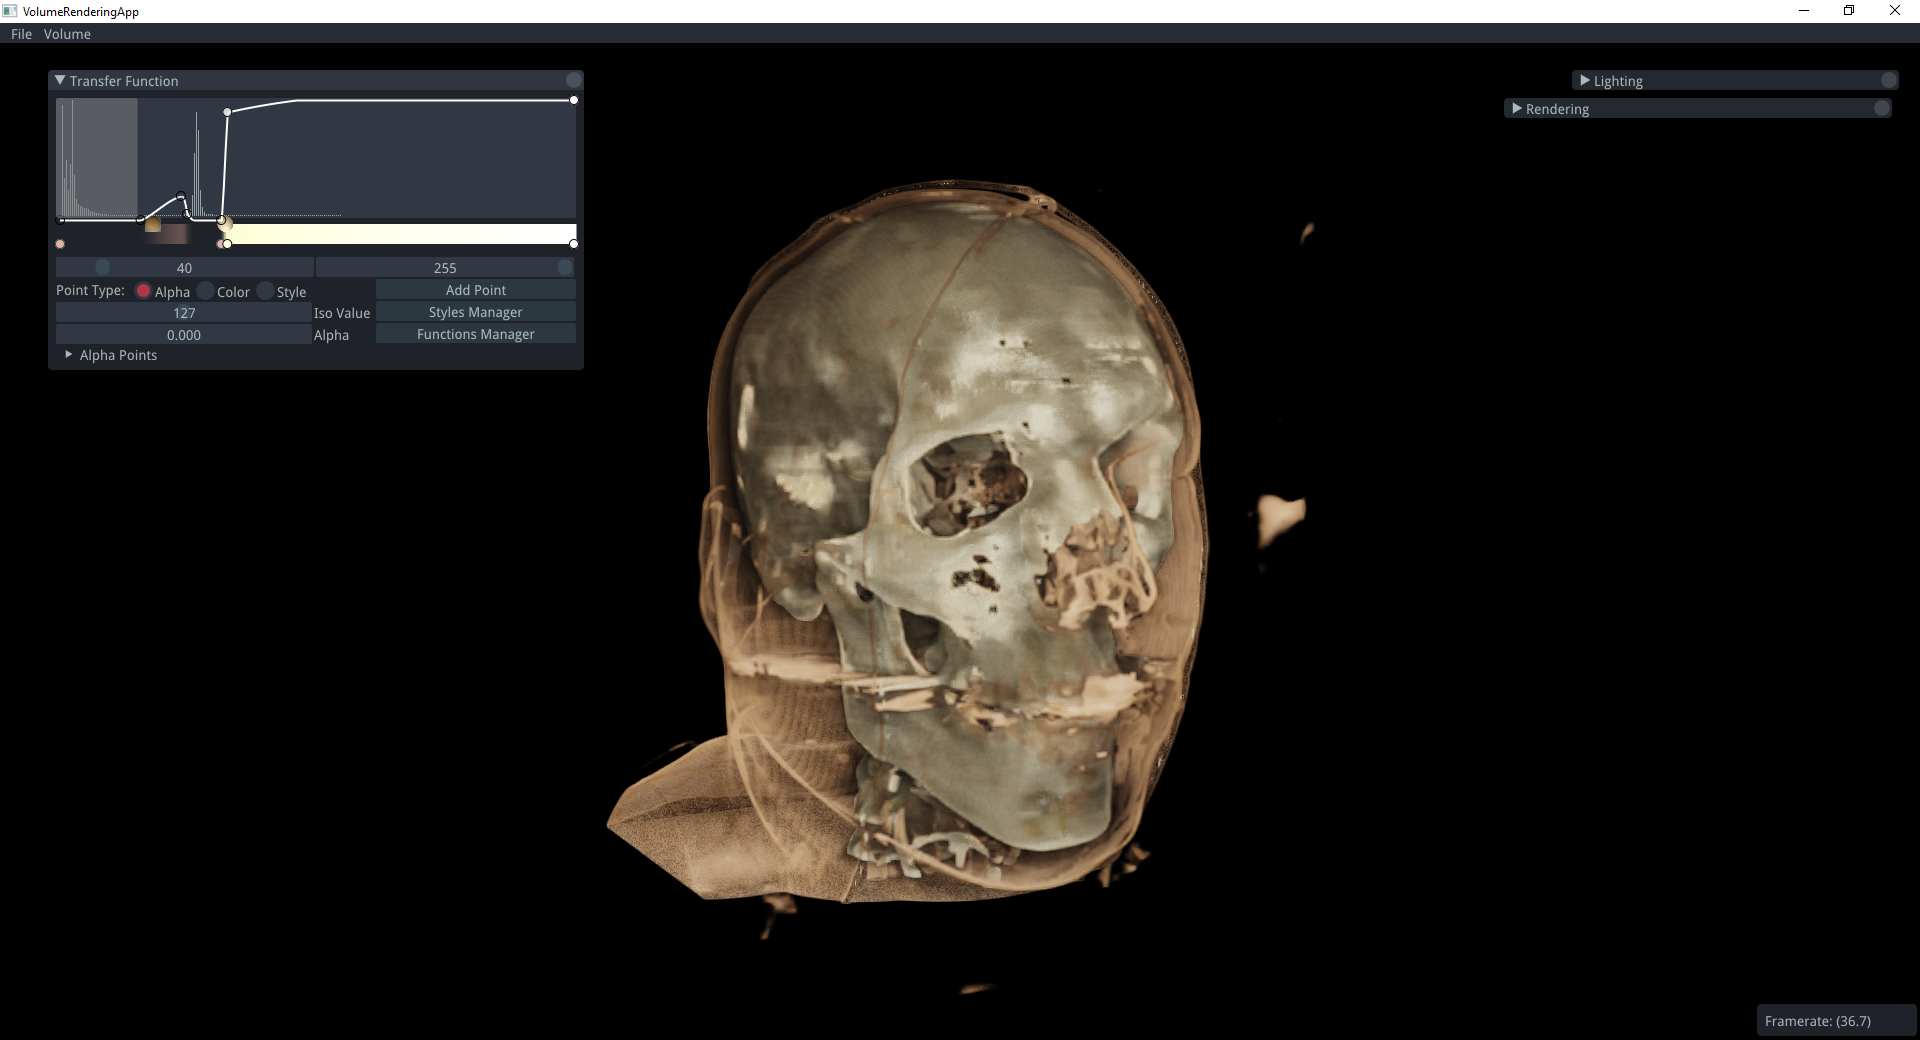 VolumeRenderingApp
File Volume
Transfer Function
Lighting
Rendering
40 255
Point Type: Alpha Color Style Add Point
127 Iso Value Styles Manager
0.000 Alpha Functions Manager
Alpha Points
Framerate: (36.7)